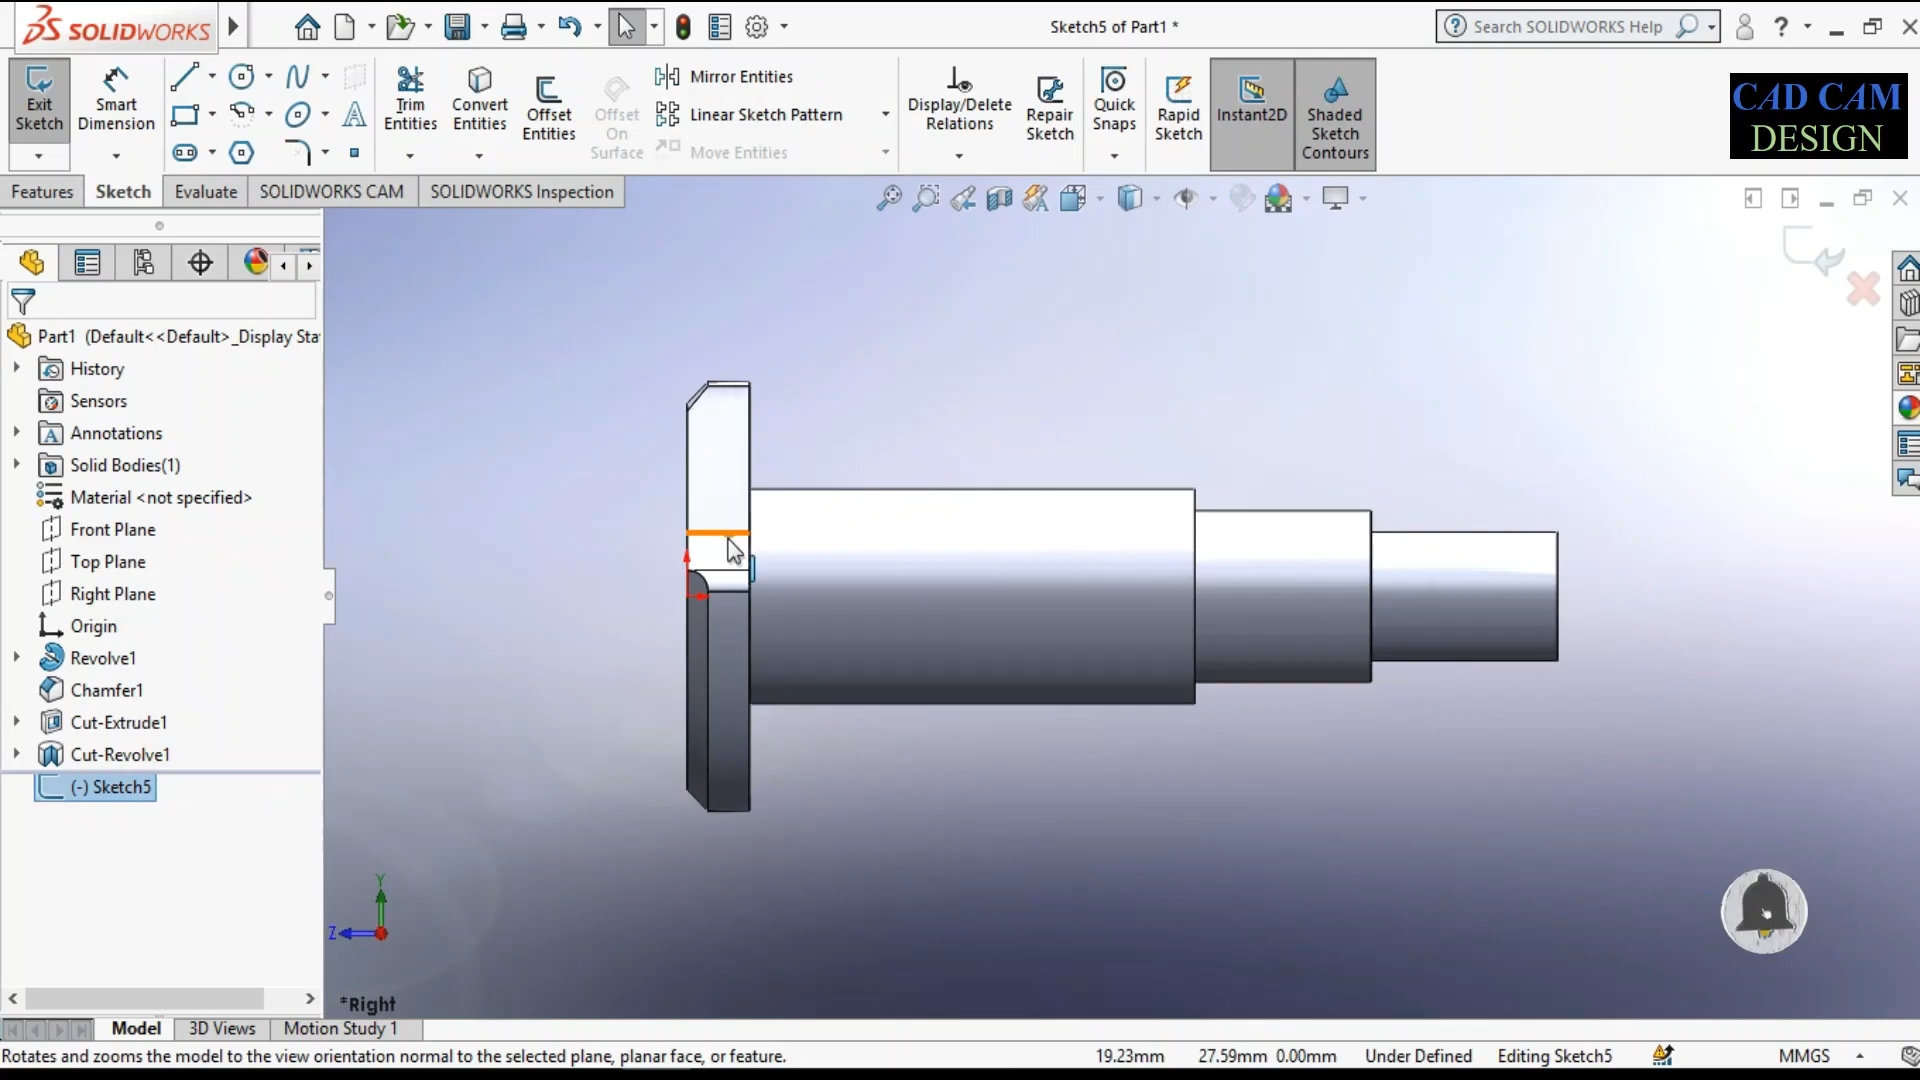 SOLIDWORKS
Sketch5 of Part1 *
Search SOLIDWORKS Help
?
Exit Sketch
Smart Dimension
Trim Entities
Convert Entities
Offset Entities
Offset On Surface
Mirror Entities
Linear Sketch Pattern
Move Entities
Display/Delete Relations
Repair Sketch
Quick Snaps
Rapid Sketch
Instant2D
Shaded Sketch Contours
CAD CAM
DESIGN
Features
Sketch
Evaluate
SOLIDWORKS CAM
SOLIDWORKS Inspection
Part1 (Default<<Default>_Display Sta
History
Sensors
Annotations
Solid Bodies(1)
Material <not specified>
Front Plane
Top Plane
Right Plane
Origin
Revolve1
Chamfer1
Cut-Extrude1
Cut-Revolve1
(-) Sketch5
Y
Z
*Right
Model
3D Views
Motion Study 1
Rotates and zooms the model to the view orientation normal to the selected plane, planar face, or feature.
19.23mm
27.59mm 0.00mm
Under Defined
Editing Sketch5
MMGS